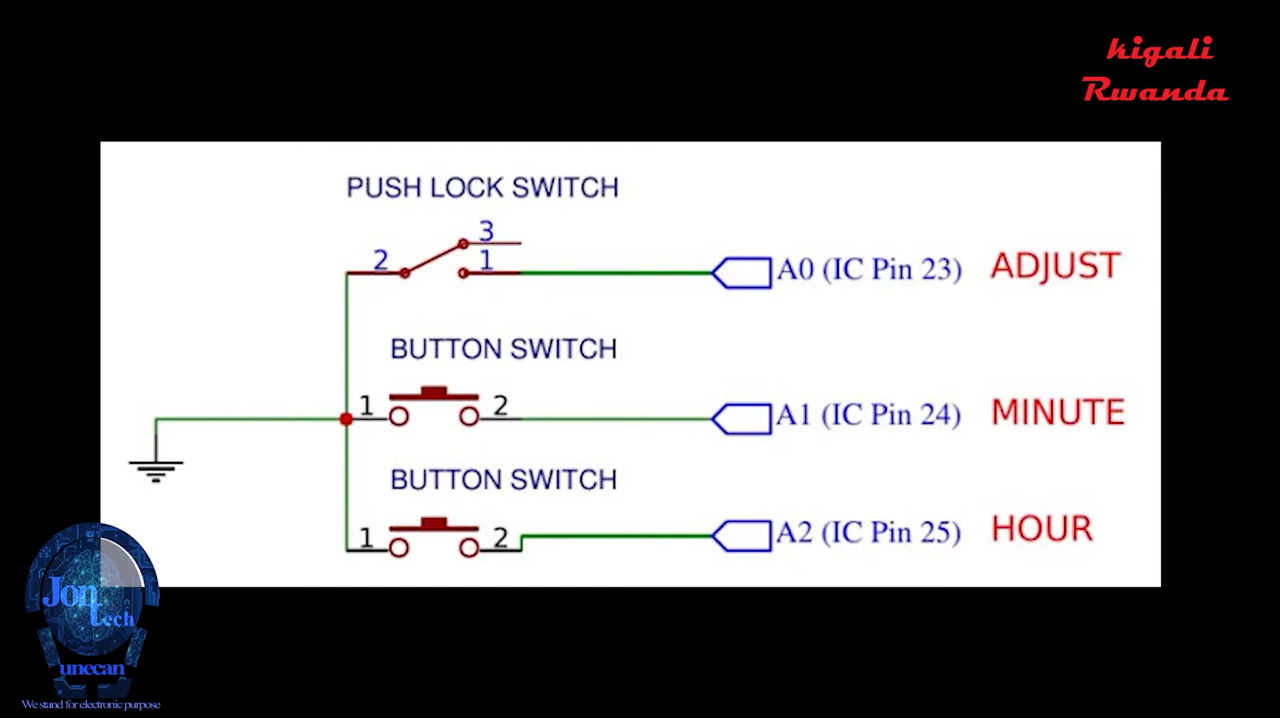 kigali
Rwanda
PUSH LOCK SWITCH
3
2
1
A0 (IC Pin 23)
ADJUST
BUTTON SWITCH
1
2
A1 (IC Pin 24)
MINUTE
BUTTON SWITCH
1
2
A2 (IC Pin 25)
HOUR
Jon
tech
unecan
We stand for electronic purpose